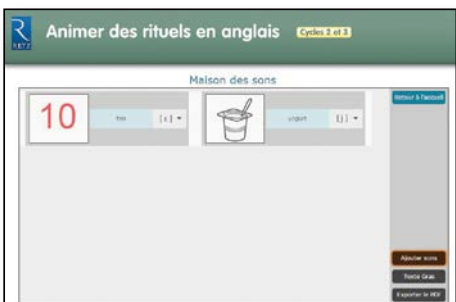 RETZ
Animer des rituels en anglais
Cycles 2 et 3
Maison des sons
Retour à l'accueil
10
ten
[ɛ]
yogurt
[j]
Ajouter sons
Texte Gras
Exporter le PDF